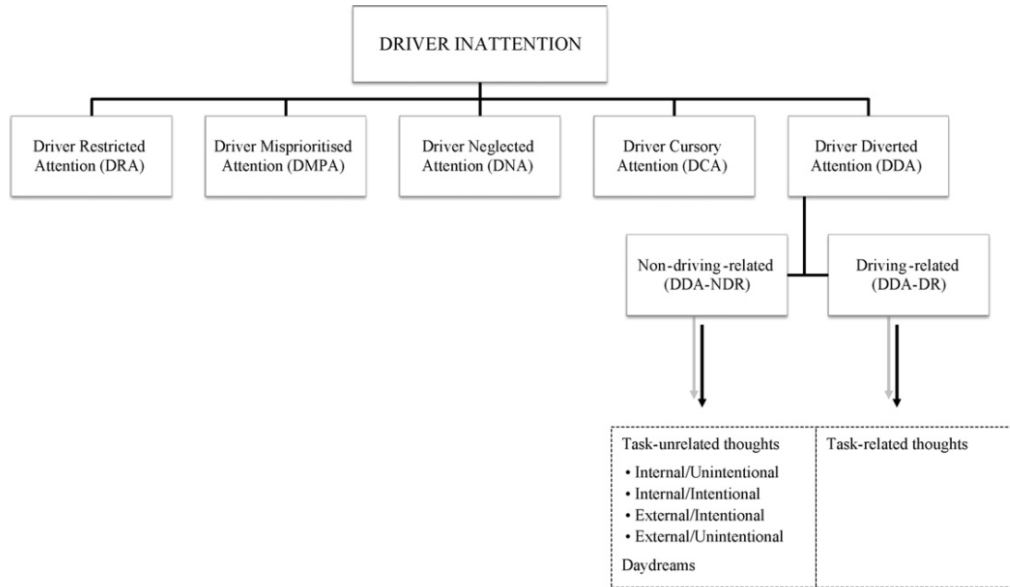 DRIVER INATTENTION
Driver Restricted
Attention (DRA)
Driver Misprioritised
Attention (DMPA)
Driver Neglected
Attention (DNA)
Driver Cursory
Attention (DCA)
Driver Diverted
Attention (DDA)
Non-driving-related
(DDA-NDR)
Driving-related
(DDA-DR)
Task-unrelated thoughts
• Internal/Unintentional
• Internal/Intentional
• External/Intentional
• External/Unintentional
Daydreams
Task-related thoughts